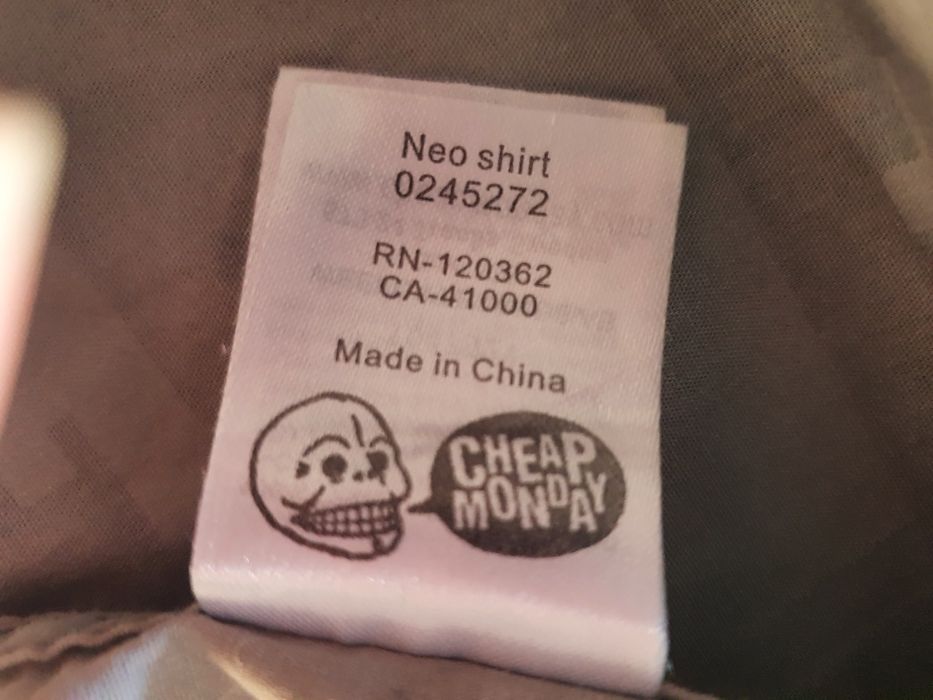 Neo shirt
0245272
RN-120362
CA-41000
Made in China
CHEAP
MONDAY